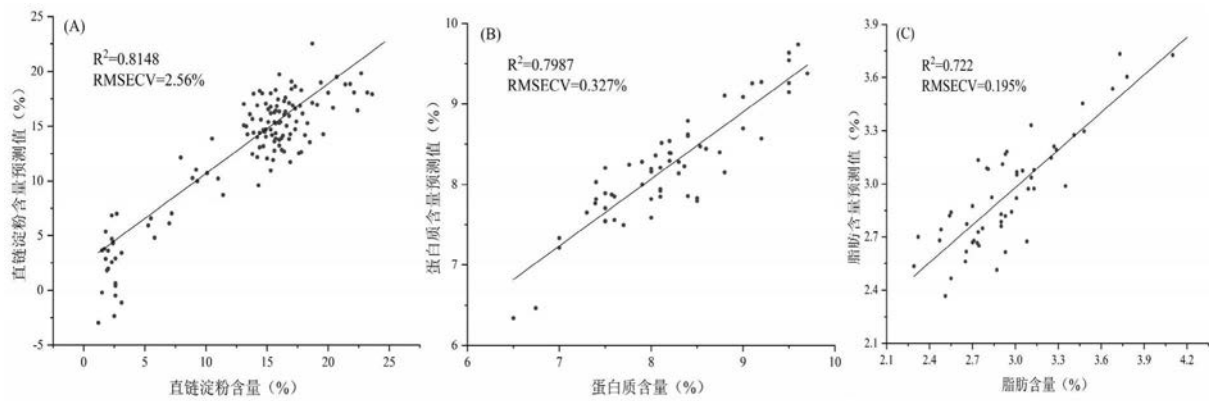 (A)
R²=0.8148
RMSECV=2.56%
直链淀粉含量预测值（%）
25
20
15
10
5
0
-5
0
5
10
15
20
25
直链淀粉含量（%）
(B)
R²=0.7987
RMSECV=0.327%
蛋白质含量预测值（%）
10
9
8
7
6
6
7
8
9
10
蛋白质含量（%）
(C)
R²=0.722
RMSECV=0.195%
脂肪含量预测值（%）
3.9
3.6
3.3
3.0
2.7
2.4
2.1
2.1
2.4
2.7
3.0
3.3
3.6
3.9
4.2
脂肪含量（%）